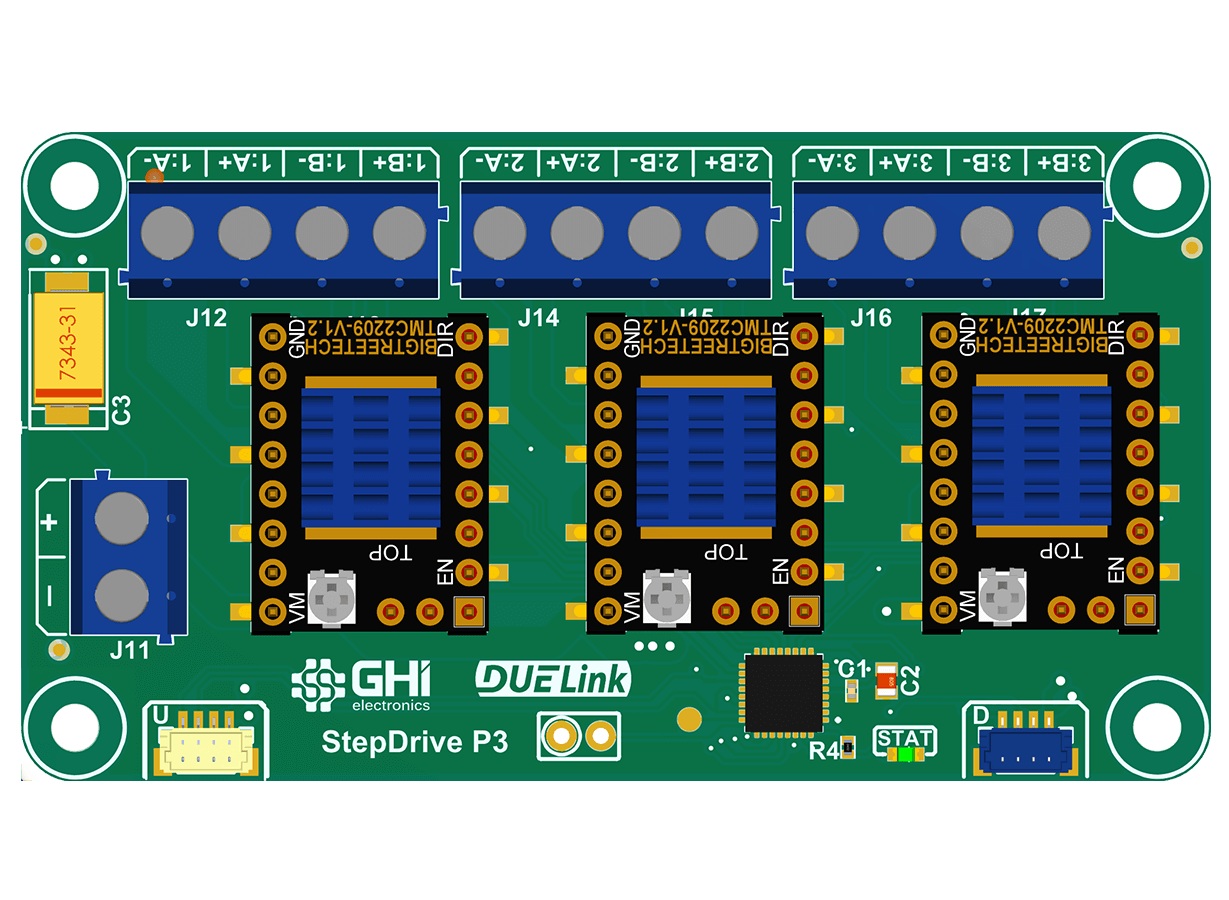 1:A- 1:A+ 1:B- 1:B+
2:A- 2:A+ 2:B- 2:B+
3:A- 3:A+ 3:B- 3:B+
J12
J14
J15
J16
J17
7343-31
C3
GND
BIGTREETECH
TMC2209-V1.2
DIR
TOP
EN
VM
GND
BIGTREETECH
TMC2209-V1.2
DIR
TOP
EN
VM
GND
BIGTREETECH
TMC2209-V1.2
DIR
TOP
EN
VM
+
-
J11
GHI
electronics
DUELink
StepDrive P3
C1
C2
R4
STAT
U
D